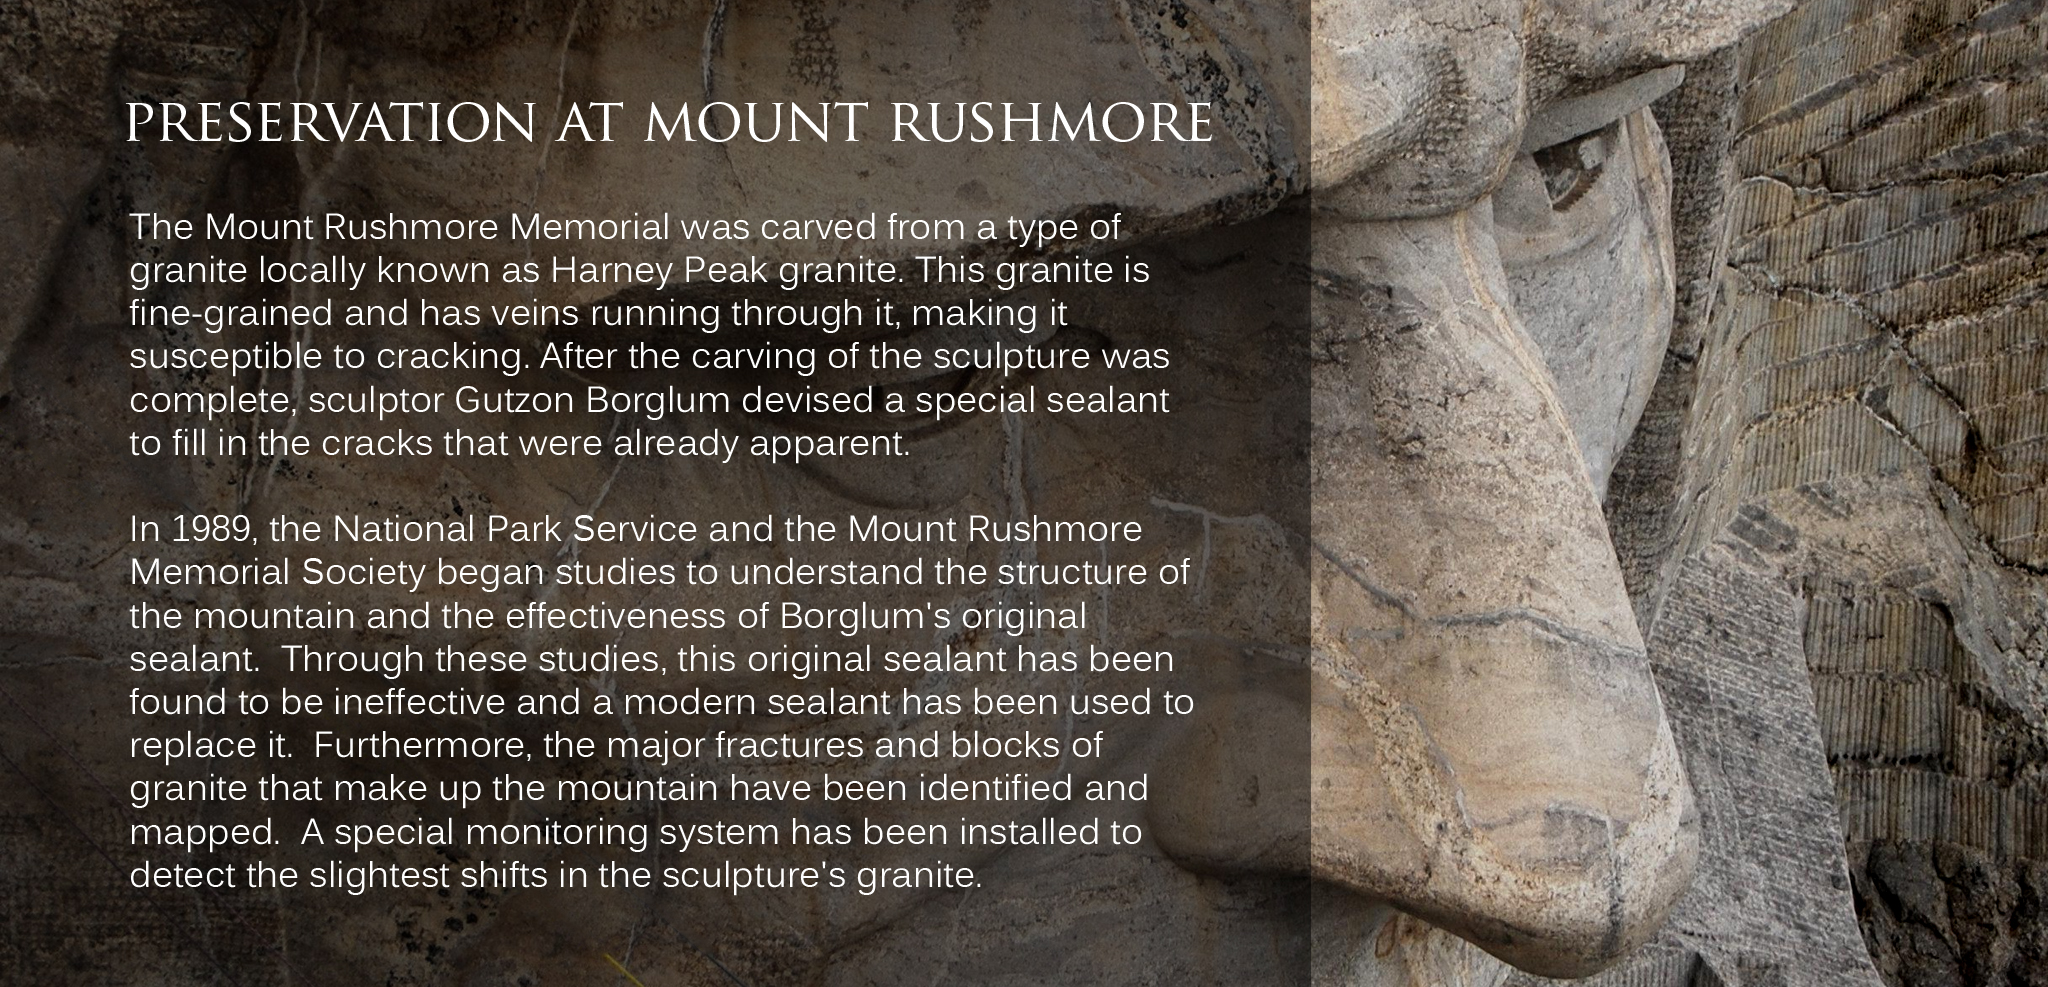 PRESERVATION AT MOUNT RUSHMORE
The Mount Rushmore Memorial was carved from a type of
granite locally known as Harney Peak granite. This granite is
fine-grained and has veins running through it, making it
susceptible to cracking. After the carving of the sculpture was
complete, sculptor Gutzon Borglum devised a special sealant
to fill in the cracks that were already apparent.
In 1989, the National Park Service and the Mount Rushmore
Memorial Society began studies to understand the structure of
the mountain and the effectiveness of Borglum's original
sealant.  Through these studies, this original sealant has been
found to be ineffective and a modern sealant has been used to
replace it.  Furthermore, the major fractures and blocks of
granite that make up the mountain have been identified and
mapped.  A special monitoring system has been installed to
detect the slightest shifts in the sculpture's granite.